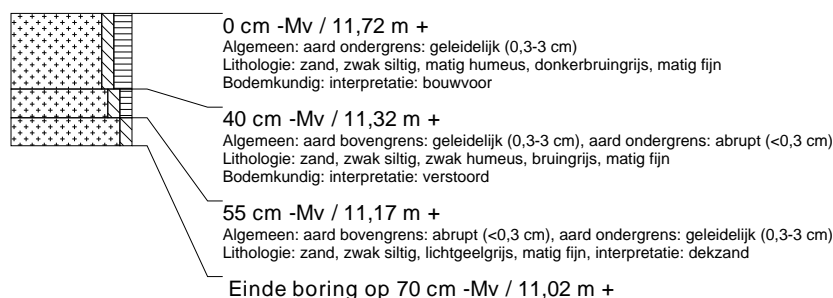 0 cm -Mv / 11,72 m +
Algemeen: aard ondergrens: geleidelijk (0,3-3 cm)
Lithologie: zand, zwak siltig, matig humeus, donkerbruingrijs, matig fijn
Bodemkundig: interpretatie: bouwvoor
40 cm -Mv / 11,32 m +
Algemeen: aard bovengrens: geleidelijk (0,3-3 cm), aard ondergrens: abrupt (<0,3 cm)
Lithologie: zand, zwak siltig, zwak humeus, bruingrijs, matig fijn
Bodemkundig: interpretatie: verstoord
55 cm -Mv / 11,17 m +
Algemeen: aard bovengrens: abrupt (<0,3 cm), aard ondergrens: geleidelijk (0,3-3 cm)
Lithologie: zand, zwak siltig, lichtgeelgrijs, matig fijn, interpretatie: dekzand
Einde boring op 70 cm -Mv / 11,02 m +